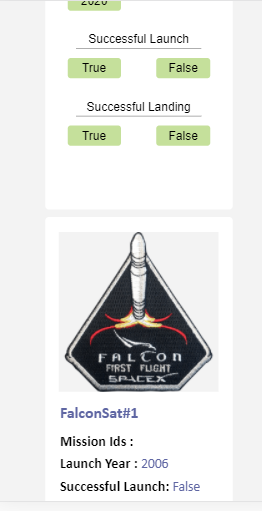 2020
Successful Launch
True False
Successful Landing
True False
FALCON
FIRST FLIGHT
SPACEX
FalconSat#1
Mission Ids :
Launch Year : 2006
Successful Launch: False